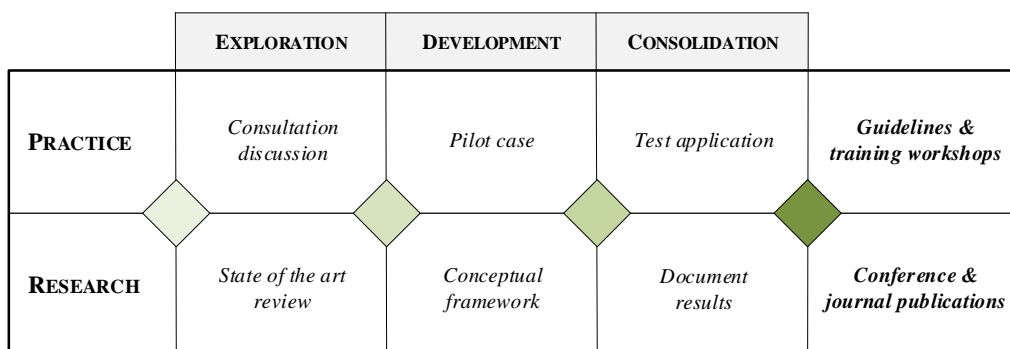 EXPLORATION DEVELOPMENT CONSOLIDATION
PRACTICE
Consultation
discussion
Pilot case
Test application
Guidelines &
training workshops
RESEARCH
State of the art
review
Conceptual
framework
Document
results
Conference &
journal publications